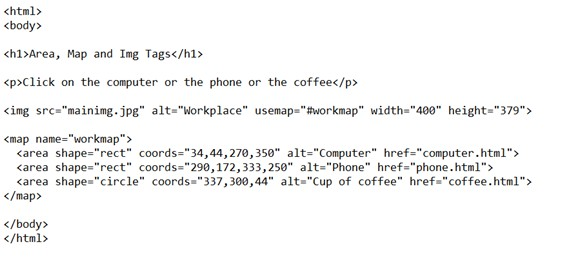 <html>
<body>
<h1>Area, Map and Img Tags</h1>
<p>Click on the computer or the phone or the coffee</p>
<img src="mainimg.jpg" alt="Workplace" usemap="#workmap" width="400" height="379">
<map name="workmap">
<area shape="rect" coords="34,44,270,350" alt="Computer" href="computer.html">
<area shape="rect" coords="290,172,333,250" alt="Phone" href="phone.html">
<area shape="circle" coords="337,300,44" alt="Cup of coffee" href="coffee.html">
</map>
</body>
</html>